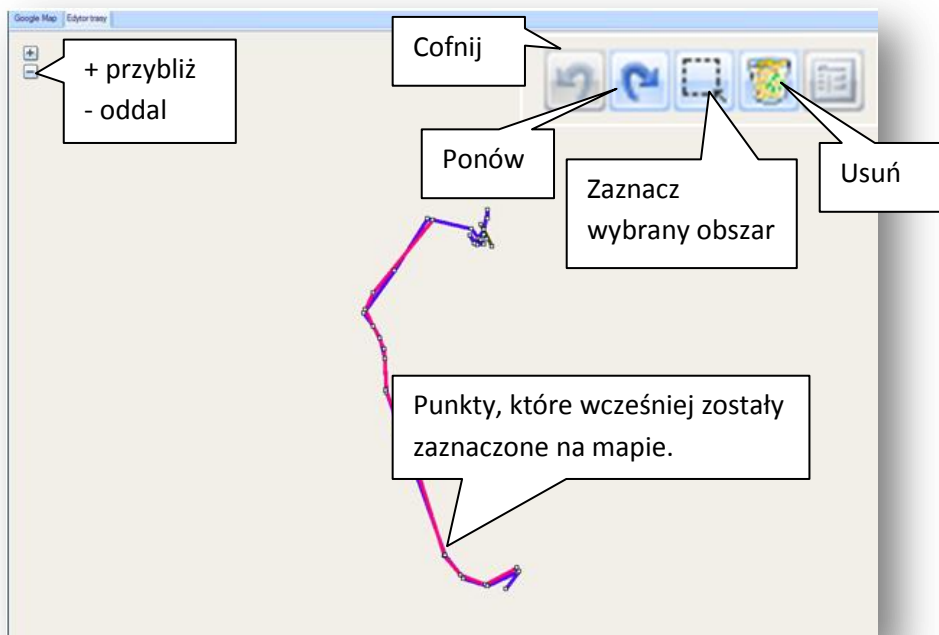 Google Map Edytor trasy
+ przybliż
- oddal
Cofnij
Ponów
Zaznacz
wybrany obszar
Usuń
Punkty, które wcześniej zostały
zaznaczone na mapie.